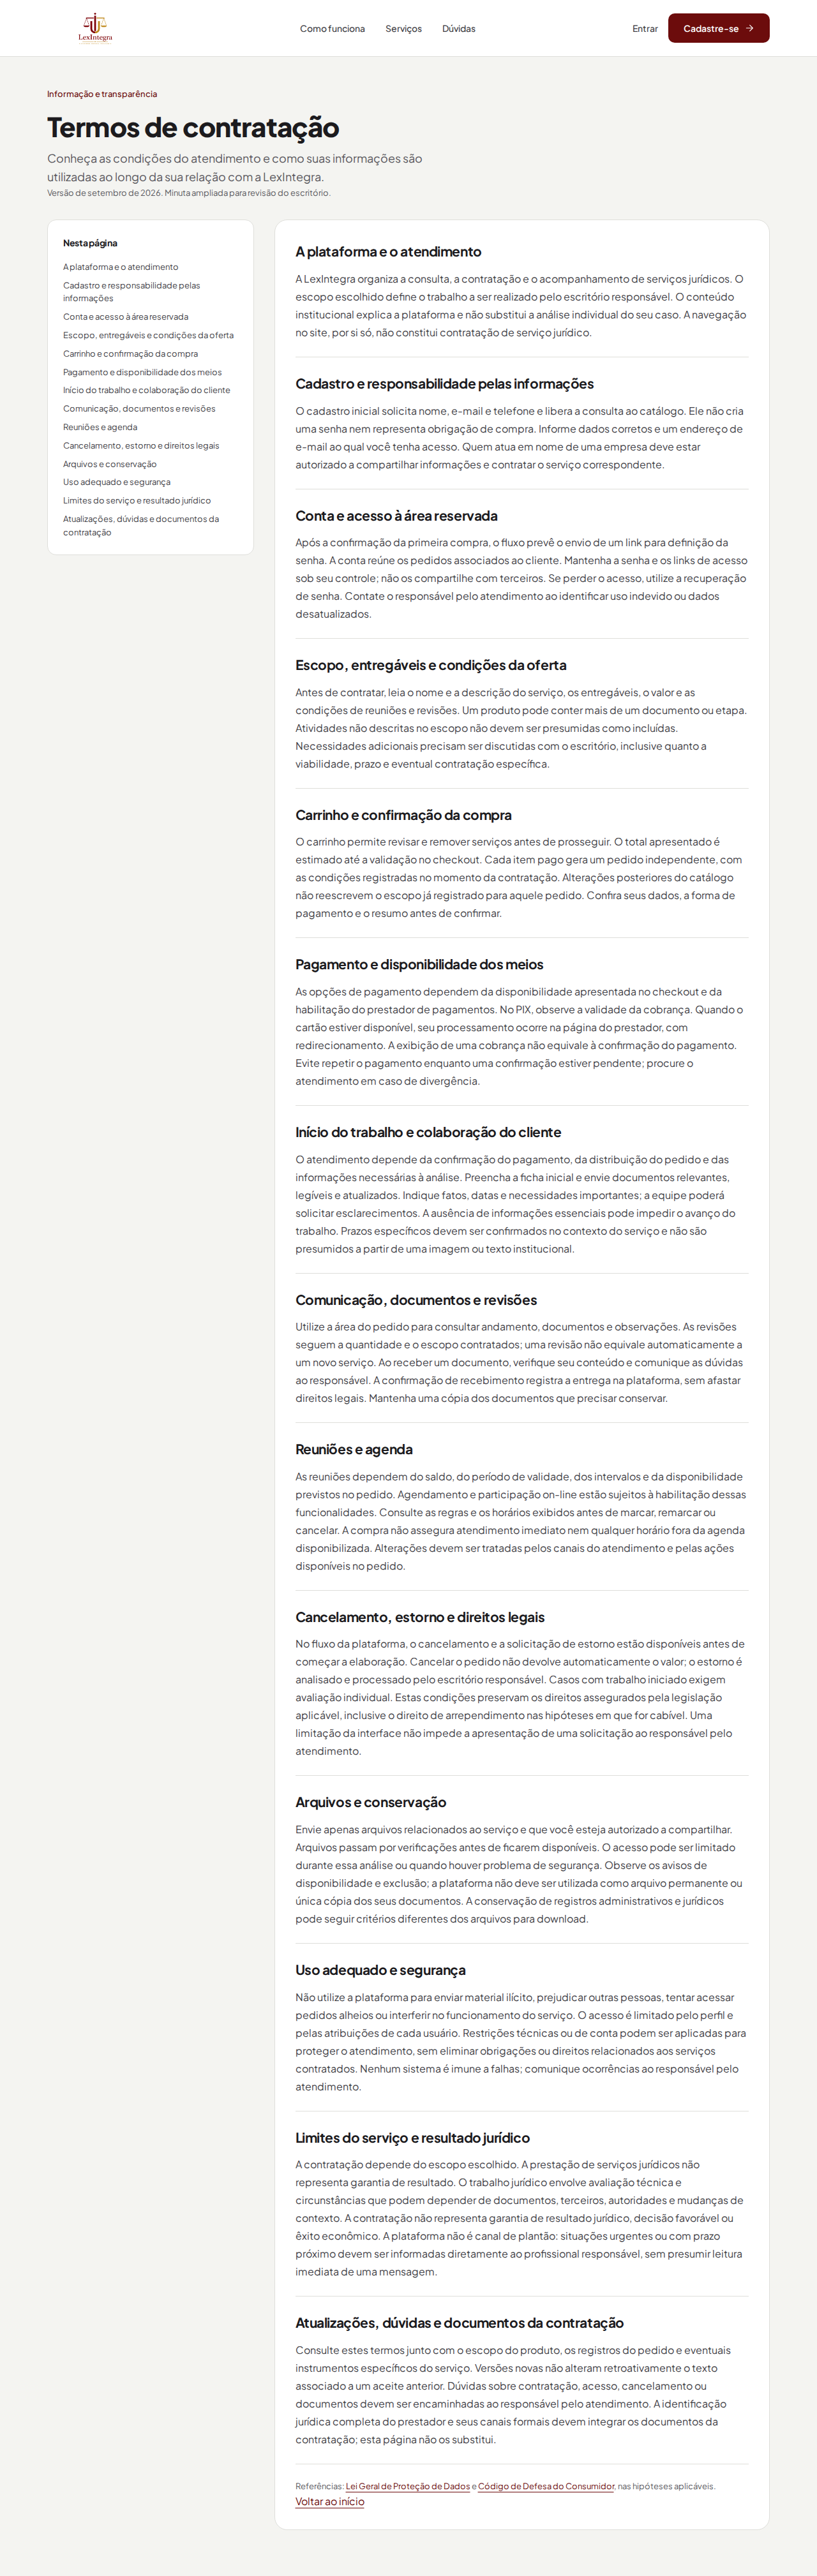 LexIntegra
Como funciona
Serviços
Dúvidas
Entrar
Cadastre-se
Informação e transparência
Termos de contratação
Conheça as condições do atendimento e como suas informações são
utilizadas ao longo da sua relação com a LexIntegra.
Versão de setembro de 2026. Minuta ampliada para revisão do escritório.
Nesta página
A plataforma e o atendimento
Cadastro e responsabilidade pelas
informações
Conta e acesso à área reservada
Escopo, entregáveis e condições da oferta
Carrinho e confirmação da compra
Pagamento e disponibilidade dos meios
Início do trabalho e colaboração do cliente
Comunicação, documentos e revisões
Reuniões e agenda
Cancelamento, estorno e direitos legais
Arquivos e conservação
Uso adequado e segurança
Limites do serviço e resultado jurídico
Atualizações, dúvidas e documentos da
contratação
A plataforma e o atendimento
A LexIntegra organiza a consulta, a contratação e o acompanhamento de serviços jurídicos. O
escopo escolhido define o trabalho a ser realizado pelo escritório responsável. O conteúdo
institucional explica a plataforma e não substitui a análise individual do seu caso. A navegação
no site, por si só, não constitui contratação de serviço jurídico.
Cadastro e responsabilidade pelas informações
O cadastro inicial solicita nome, e-mail e telefone e libera a consulta ao catálogo. Ele não cria
uma senha nem representa obrigação de compra. Informe dados corretos e um endereço de
e-mail ao qual você tenha acesso. Quem atua em nome de uma empresa deve estar
autorizado a compartilhar informações e contratar o serviço correspondente.
Conta e acesso à área reservada
Após a confirmação da primeira compra, o fluxo prevê o envio de um link para definição da
senha. A conta reúne os pedidos associados ao cliente. Mantenha a senha e os links de acesso
sob seu controle; não os compartilhe com terceiros. Se perder o acesso, utilize a recuperação
de senha. Contate o responsável pelo atendimento ao identificar uso indevido ou dados
desatualizados.
Escopo, entregáveis e condições da oferta
Antes de contratar, leia o nome e a descrição do serviço, os entregáveis, o valor e as
condições de reuniões e revisões. Um produto pode conter mais de um documento ou etapa.
Atividades não descritas no escopo não devem ser presumidas como incluídas.
Necessidades adicionais precisam ser discutidas com o escritório, inclusive quanto a
viabilidade, prazo e eventual contratação específica.
Carrinho e confirmação da compra
O carrinho permite revisar e remover serviços antes de prosseguir. O total apresentado é
estimado até a validação no checkout. Cada item pago gera um pedido independente, com
as condições registradas no momento da contratação. Alterações posteriores do catálogo
não reescrevem o escopo já registrado para aquele pedido. Confira seus dados, a forma de
pagamento e o resumo antes de confirmar.
Pagamento e disponibilidade dos meios
As opções de pagamento dependem da disponibilidade apresentada no checkout e da
habilitação do prestador de pagamentos. No PIX, observe a validade da cobrança. Quando o
cartão estiver disponível, seu processamento ocorre na página do prestador, com
redirecionamento. A exibição de uma cobrança não equivale à confirmação do pagamento.
Evite repetir o pagamento enquanto uma confirmação estiver pendente; procure o
atendimento em caso de divergência.
Início do trabalho e colaboração do cliente
O atendimento depende da confirmação do pagamento, da distribuição do pedido e das
informações necessárias à análise. Preencha a ficha inicial e envie documentos relevantes,
legíveis e atualizados. Indique fatos, datas e necessidades importantes; a equipe poderá
solicitar esclarecimentos. A ausência de informações essenciais pode impedir o avanço do
trabalho. Prazos específicos devem ser confirmados no contexto do serviço e não são
presumidos a partir de uma imagem ou texto institucional.
Comunicação, documentos e revisões
Utilize a área do pedido para consultar andamento, documentos e observações. As revisões
seguem a quantidade e o escopo contratados; uma revisão não equivale automaticamente a
um novo serviço. Ao receber um documento, verifique seu conteúdo e comunique as dúvidas
ao responsável. A confirmação de recebimento registra a entrega na plataforma, sem afastar
direitos legais. Mantenha uma cópia dos documentos que precisar conservar.
Reuniões e agenda
As reuniões dependem do saldo, do período de validade, dos intervalos e da disponibilidade
previstos no pedido. Agendamento e participação on-line estão sujeitos à habilitação dessas
funcionalidades. Consulte as regras e os horários exibidos antes de marcar, remarcar ou
cancelar. A compra não assegura atendimento imediato nem qualquer horário fora da agenda
disponibilizada. Alterações devem ser tratadas pelos canais do atendimento e pelas ações
disponíveis no pedido.
Cancelamento, estorno e direitos legais
No fluxo da plataforma, o cancelamento e a solicitação de estorno estão disponíveis antes de
começar a elaboração. Cancelar o pedido não devolve automaticamente o valor; o estorno é
analisado e processado pelo escritório responsável. Casos com trabalho iniciado exigem
avaliação individual. Estas condições preservam os direitos assegurados pela legislação
aplicável, inclusive o direito de arrependimento nas hipóteses em que for cabível. Uma
limitação da interface não impede a apresentação de uma solicitação ao responsável pelo
atendimento.
Arquivos e conservação
Envie apenas arquivos relacionados ao serviço e que você esteja autorizado a compartilhar.
Arquivos passam por verificações antes de ficarem disponíveis. O acesso pode ser limitado
durante essa análise ou quando houver problema de segurança. Observe os avisos de
disponibilidade e exclusão; a plataforma não deve ser utilizada como arquivo permanente ou
única cópia dos seus documentos. A conservação de registros administrativos e jurídicos
pode seguir critérios diferentes dos arquivos para download.
Uso adequado e segurança
Não utilize a plataforma para enviar material ilícito, prejudicar outras pessoas, tentar acessar
pedidos alheios ou interferir no funcionamento do serviço. O acesso é limitado pelo perfil e
pelas atribuições de cada usuário. Restrições técnicas ou de conta podem ser aplicadas para
proteger o atendimento, sem eliminar obrigações ou direitos relacionados aos serviços
contratados. Nenhum sistema é imune a falhas; comunique ocorrências ao responsável pelo
atendimento.
Limites do serviço e resultado jurídico
A contratação depende do escopo escolhido. A prestação de serviços jurídicos não
representa garantia de resultado. O trabalho jurídico envolve avaliação técnica e
circunstâncias que podem depender de documentos, terceiros, autoridades e mudanças de
contexto. A contratação não representa garantia de resultado jurídico, decisão favorável ou
êxito econômico. A plataforma não é canal de plantão: situações urgentes ou com prazo
próximo devem ser informadas diretamente ao profissional responsável, sem presumir leitura
imediata de uma mensagem.
Atualizações, dúvidas e documentos da contratação
Consulte estes termos junto com o escopo do produto, os registros do pedido e eventuais
instrumentos específicos do serviço. Versões novas não alteram retroativamente o texto
associado a um aceite anterior. Dúvidas sobre contratação, acesso, cancelamento ou
documentos devem ser encaminhadas ao responsável pelo atendimento. A identificação
jurídica completa do prestador e seus canais formais devem integrar os documentos da
contratação; esta página não os substitui.
Referências: Lei Geral de Proteção de Dados e Código de Defesa do Consumidor, nas hipóteses aplicáveis.
Voltar ao início